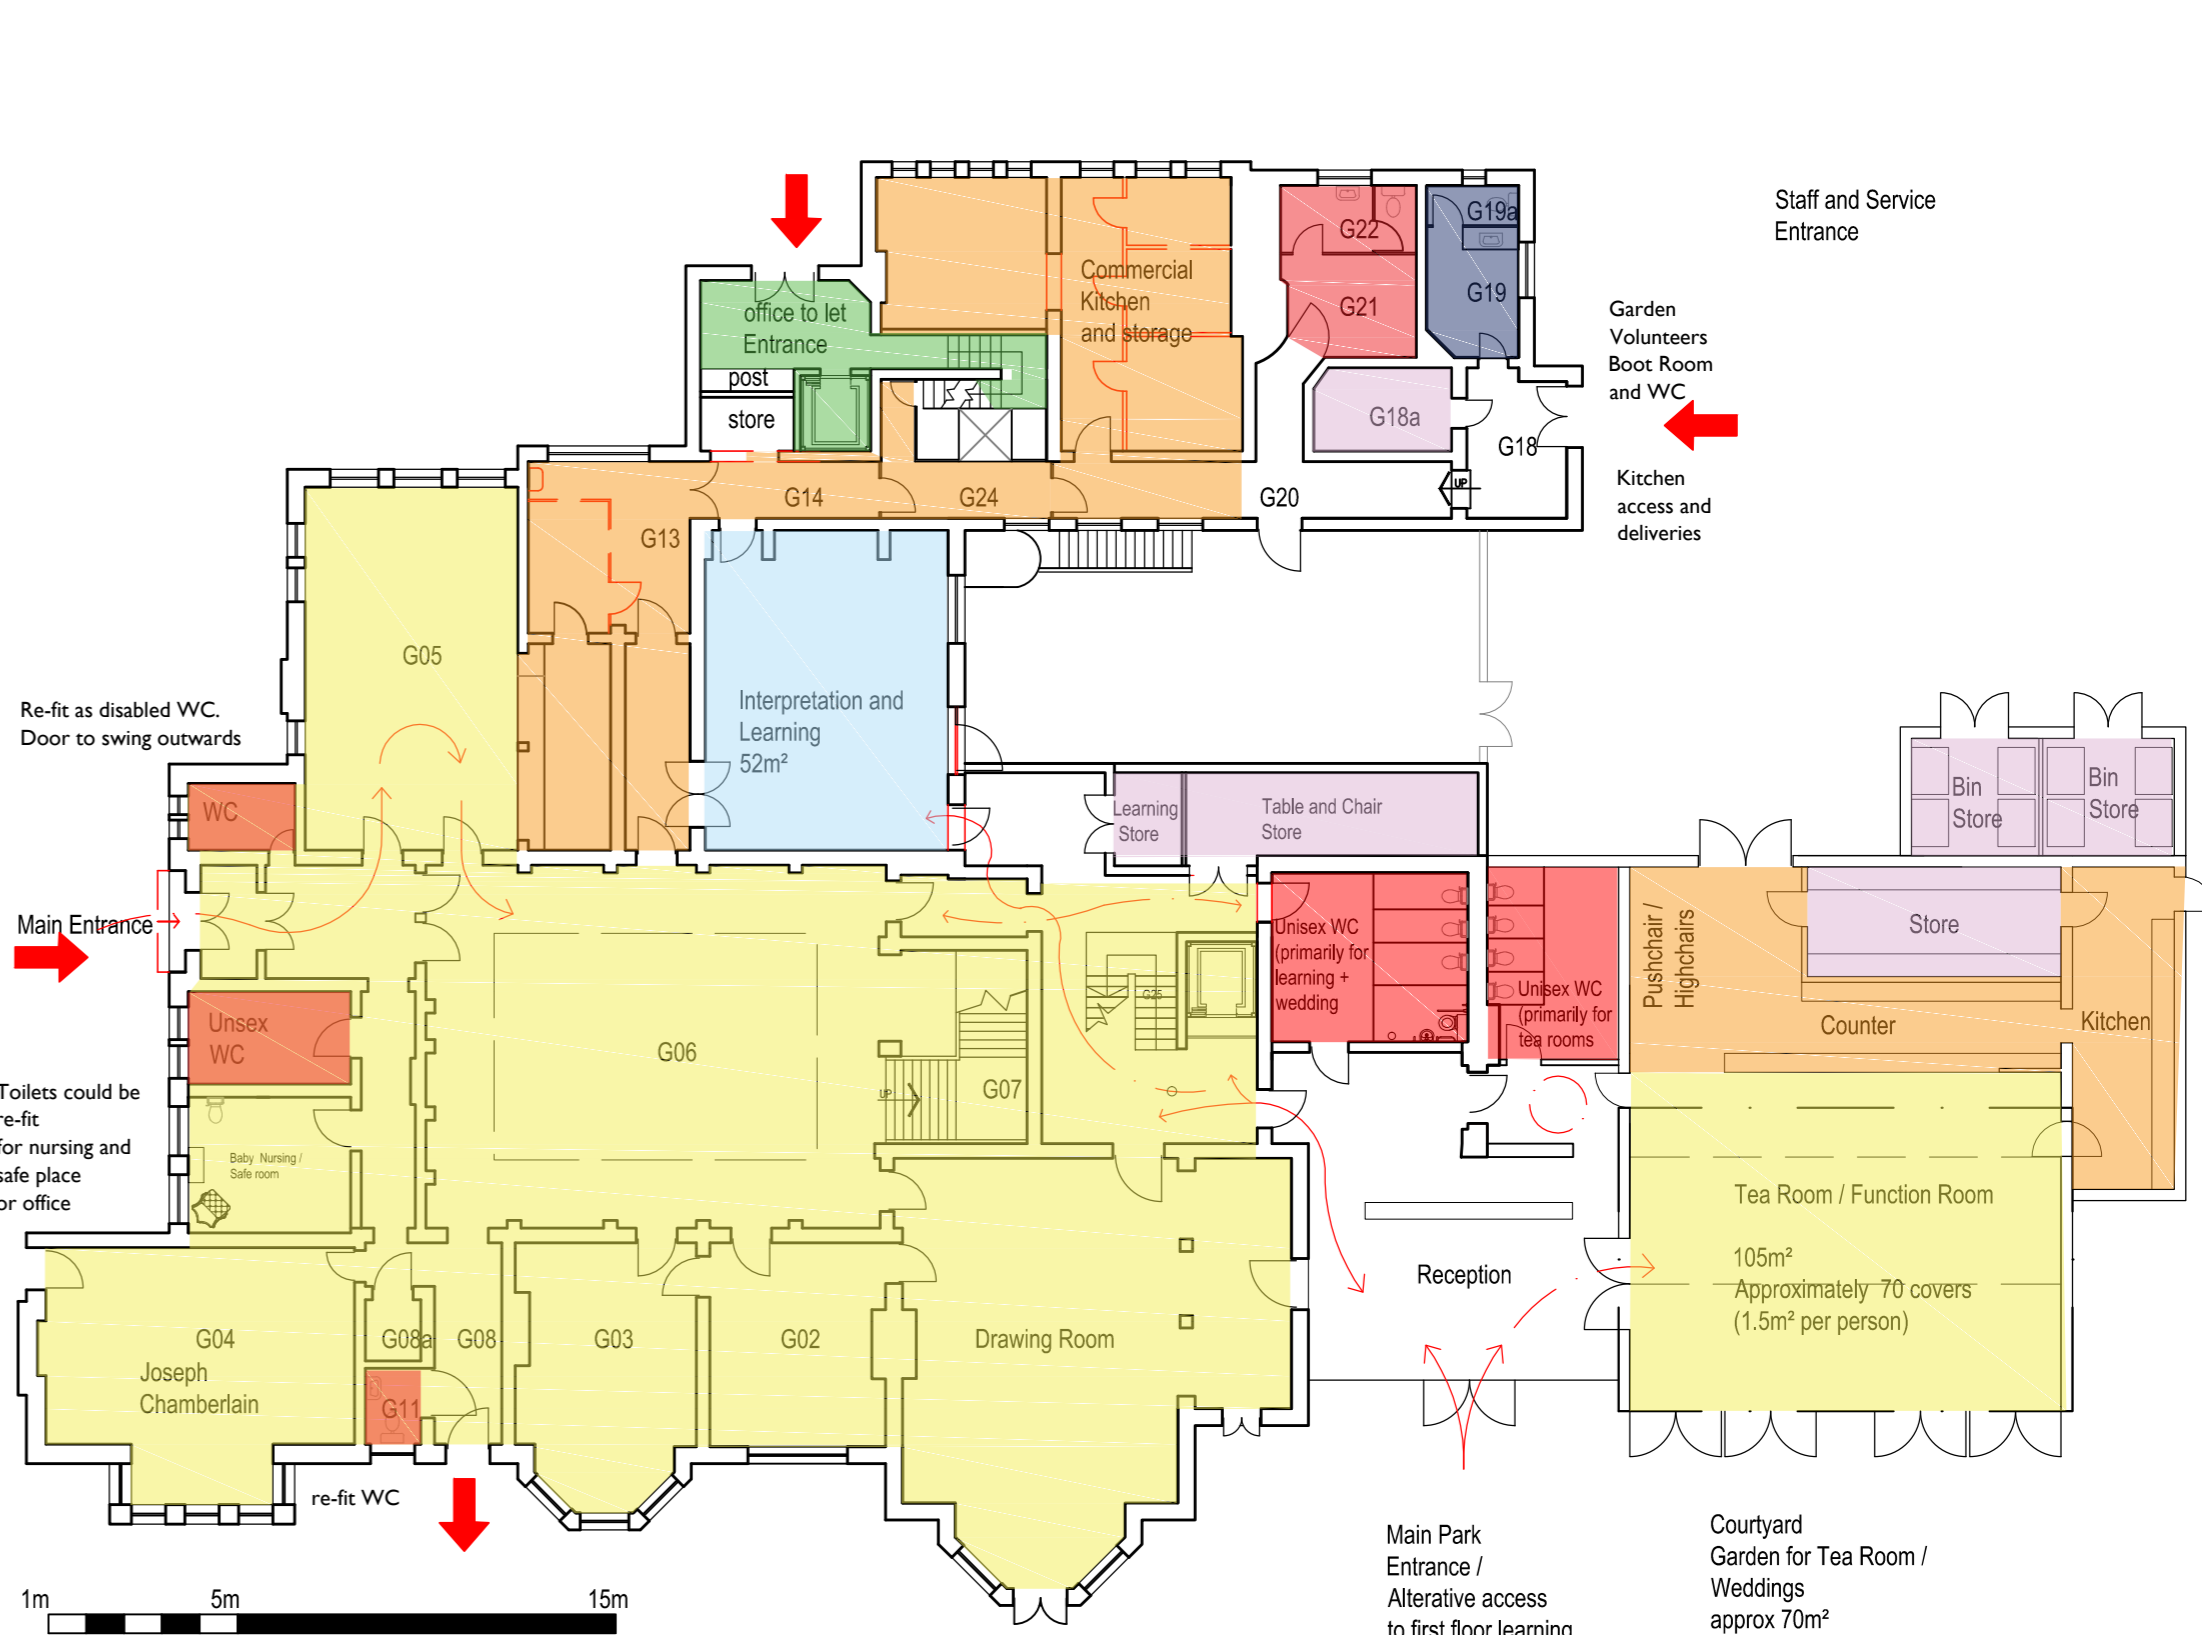 Staff and Service
Entrance
G22
G19a
G21
G19
Commercial
Kitchen
and storage
office to let
Entrance
post
store
Garden
Volunteers
Boot Room
and WC
G18a
G18
UP
Kitchen
access and
deliveries
G14
G24
G20
G13
G05
Interpretation and
Learning
52m²
Re-fit as disabled WC.
Door to swing outwards
WC
Learning
Store
Table and Chair
Store
Bin
Store
Bin
Store
Main Entrance
Unisex WC
(primarily for
learning +
wedding
Unisex WC
(primarily for
tea rooms
Pushchair /
Highchairs
Store
Counter
Kitchen
G25
Unsex
WC
G06
G07
UP
Toilets could be
re-fit
for nursing and
safe place
or office
Baby Nursing /
Safe room
Tea Room / Function Room
105m²
Approximately 70 covers
(1.5m² per person)
Reception
G04
Joseph
Chamberlain
G08a
G08
G03
G02
Drawing Room
G11
re-fit WC
Main Park
Entrance /
Alterative access
to first floor learning
Courtyard
Garden for Tea Room /
Weddings
approx 70m²
1m
5m
15m